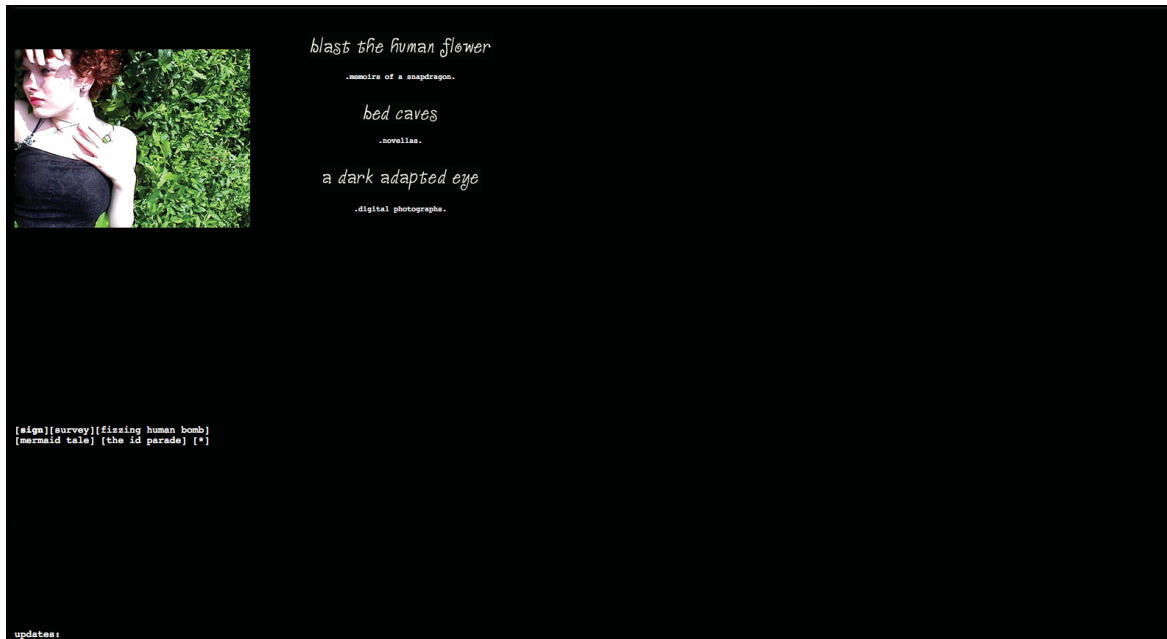 blast the human flower
.memoirs of a snapdragon.
bed caves
.novellas.
a dark adapted eye
.digital photographs.
[sign][survey][fizzing human bomb]
[mermaid tale] [the id parade] [*]
updates: